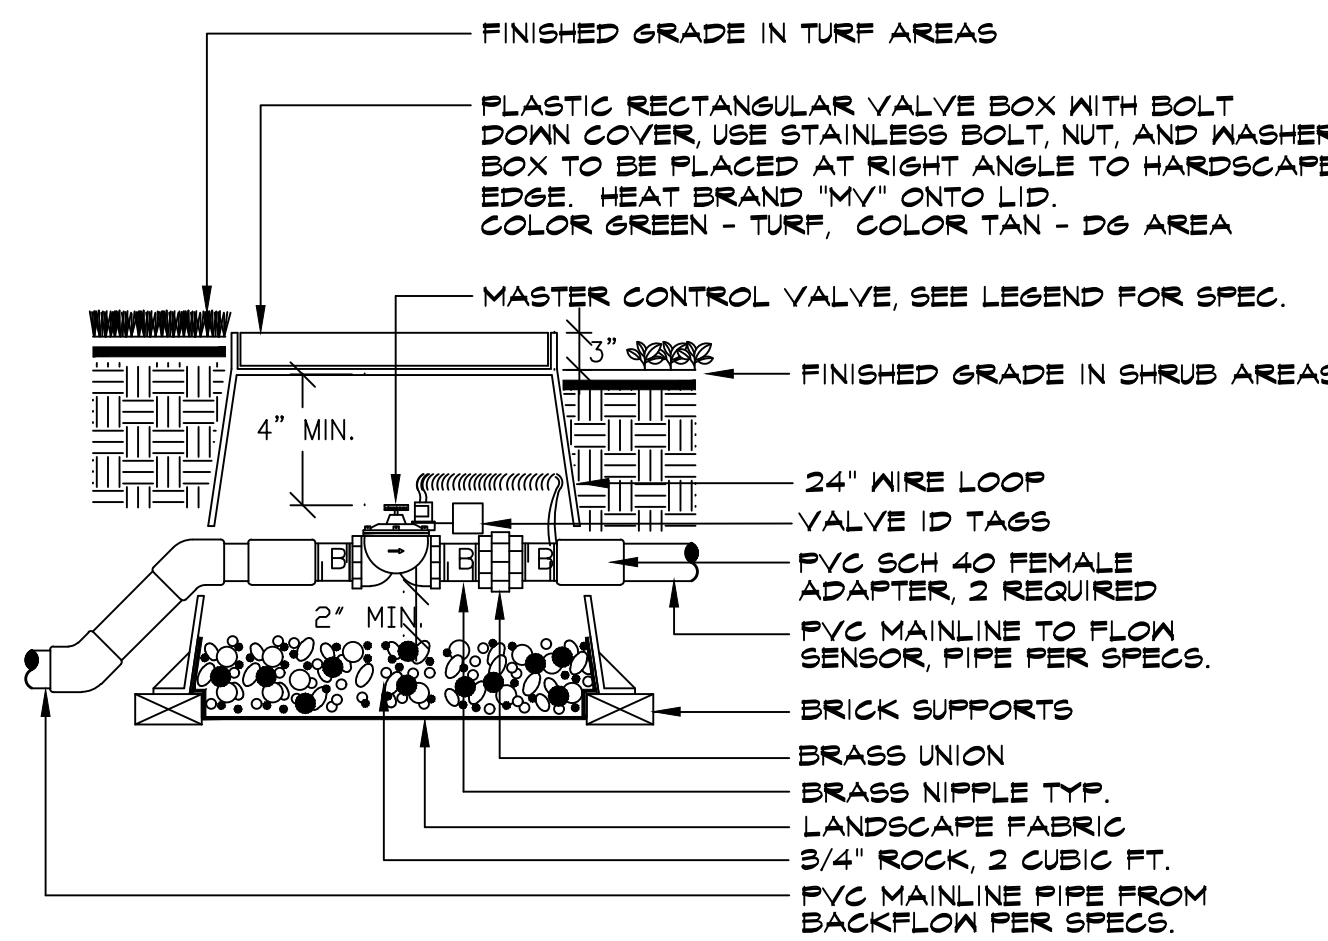 FINISHED GRADE IN TURF AREAS
PLASTIC RECTANGULAR VALVE BOX WITH BOLT
DOWN COVER, USE STAINLESS BOLT, NUT, AND WASHER
BOX TO BE PLACED AT RIGHT ANGLE TO HARDSCAPE
EDGE. HEAT BRAND "MV" ONTO LID.
COLOR GREEN - TURF, COLOR TAN - DG AREA
MASTER CONTROL VALVE, SEE LEGEND FOR SPEC.
3"
FINISHED GRADE IN SHRUB AREAS
4" MIN.
24" WIRE LOOP
VALVE ID TAGS
B B B
PVC SCH 40 FEMALE
ADAPTER, 2 REQUIRED
2" MIN.
PVC MAINLINE TO FLOW
SENSOR, PIPE PER SPECS.
BRICK SUPPORTS
BRASS UNION
BRASS NIPPLE TYP.
LANDSCAPE FABRIC
3/4" ROCK, 2 CUBIC FT.
PVC MAINLINE PIPE FROM
BACKFLOW PER SPECS.